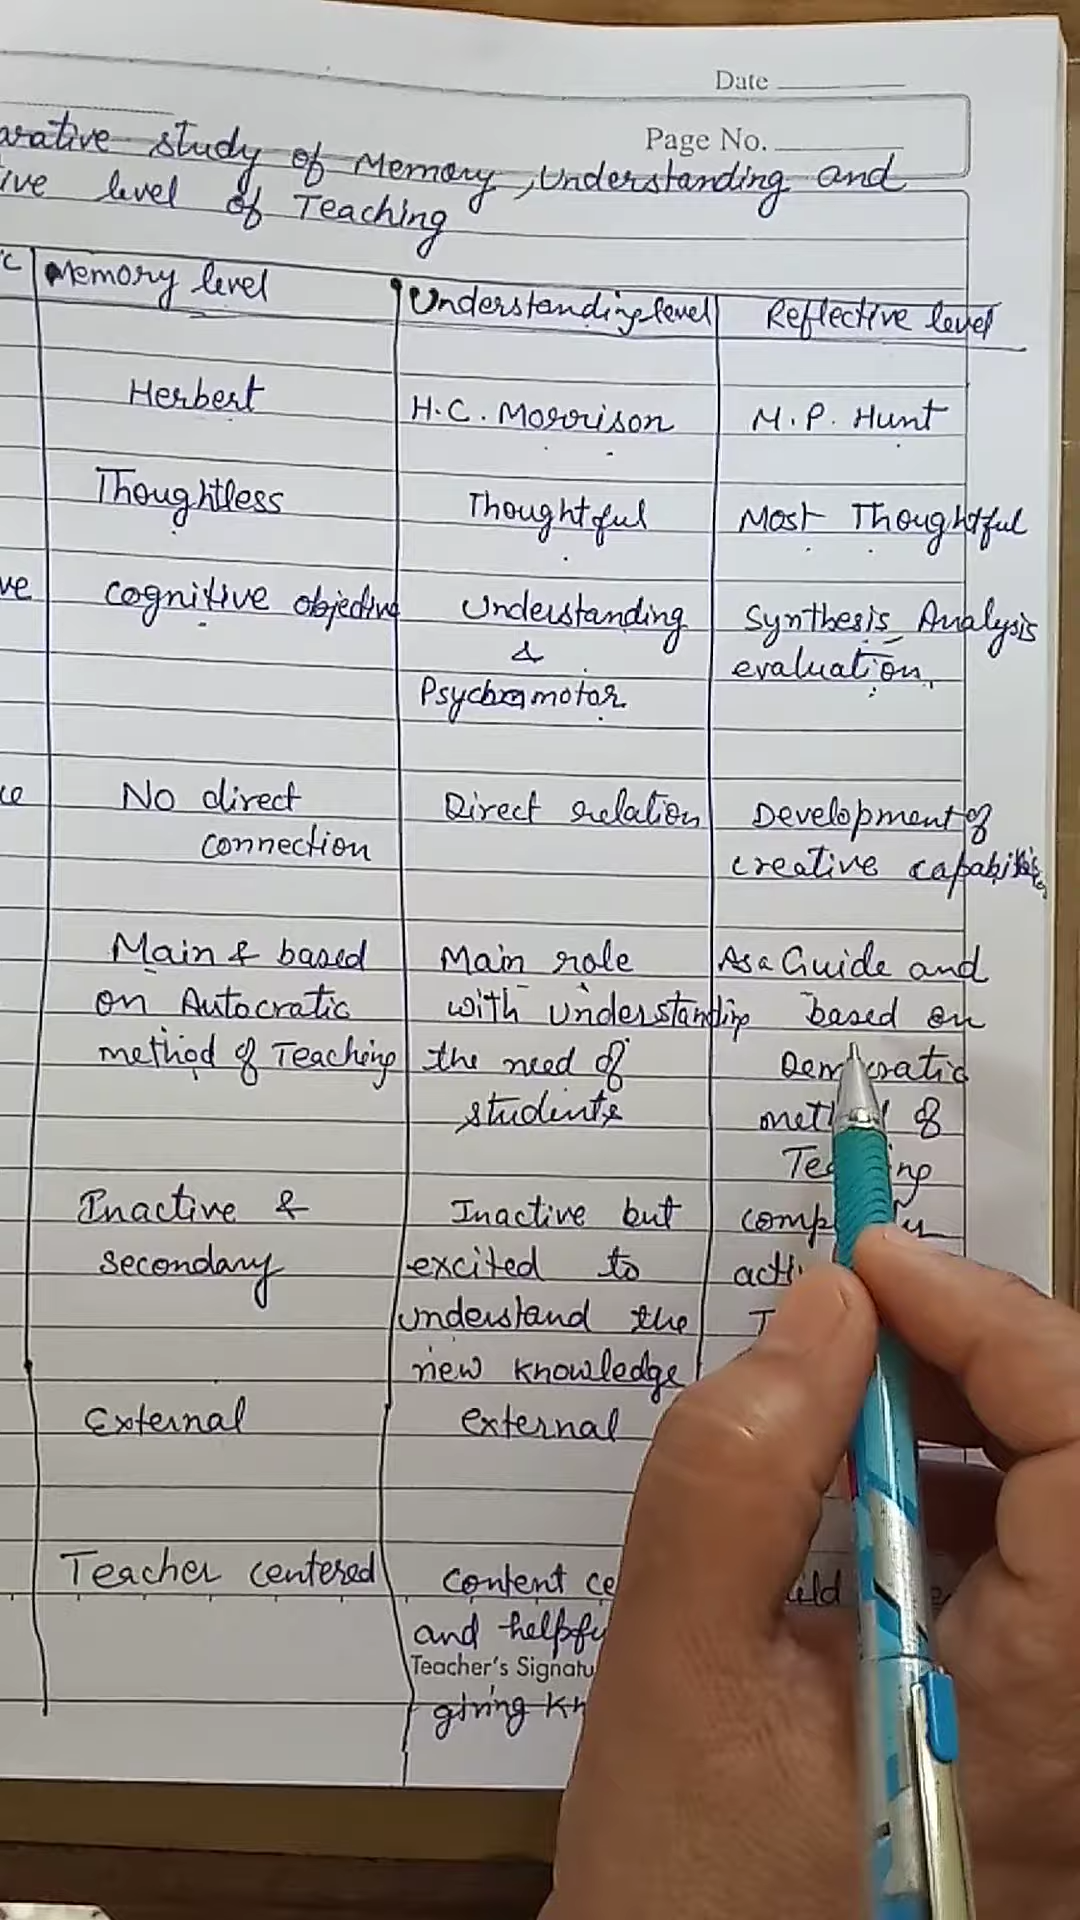 Date
Page No.
arative study of Memory, Understanding and
ive level of Teaching
Memory level Understanding level Reflective level
Herbert H.C. Morrison M.P. Hunt
Thoughtless Thoughtful Most Thoughtful
ve cognitive objective Understanding Synthesis Analysis
& evaluation
Psychomotor
No direct Direct relation Development of
connection creative
Main & based Main role As a Guide and
on Autocratic with understanding based on
method of Teaching the need of
students of
Inactive & Inactive but
secondary excited to
understand the
new knowledge
External external
Teacher centered content
and
Teacher's
giving